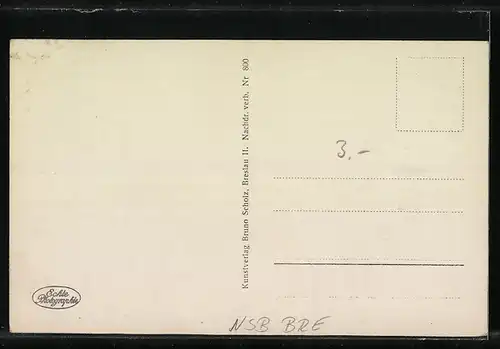 Kunstverlag Bruno Scholz, Breslau II. Nachdr. verb. Nr 800
3.-
Echte
Photographie
NSB BRE